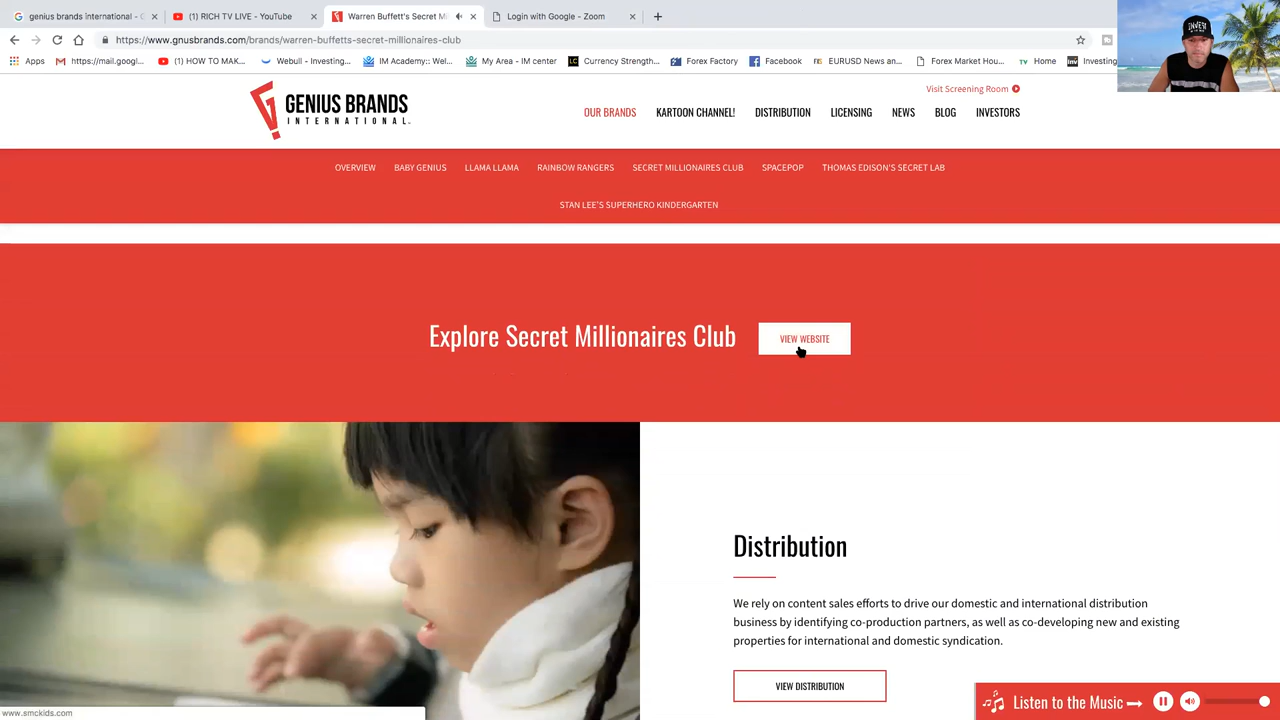 genius brands international - G
(1) RICH TV LIVE - YouTube
Warren Buffett's Secret Mi
Login with Google - Zoom
https://www.gnusbrands.com/brands/warren-buffetts-secret-millionaires-club
Apps
https://mail.googl...
(1) HOW TO MAK...
Webull - Investing...
IM Academy:: Wel...
My Area - IM center
Currency Strength...
Forex Factory
Facebook
EURUSD News an...
Forex Market Hou...
Home
Investing
INVEST
GENIUS BRANDS
INTERNATIONAL
Visit Screening Room
OUR BRANDS
KARTOON CHANNEL!
DISTRIBUTION
LICENSING
NEWS
BLOG
INVESTORS
OVERVIEW
BABY GENIUS
LLAMA LLAMA
RAINBOW RANGERS
SECRET MILLIONAIRES CLUB
SPACEPOP
THOMAS EDISON'S SECRET LAB
STAN LEE'S SUPERHERO KINDERGARTEN
Explore Secret Millionaires Club
VIEW WEBSITE
Distribution
We rely on content sales efforts to drive our domestic and international distribution
business by identifying co-production partners, as well as co-developing new and existing
properties for international and domestic syndication.
VIEW DISTRIBUTION
Listen to the Music
www.smckids.com